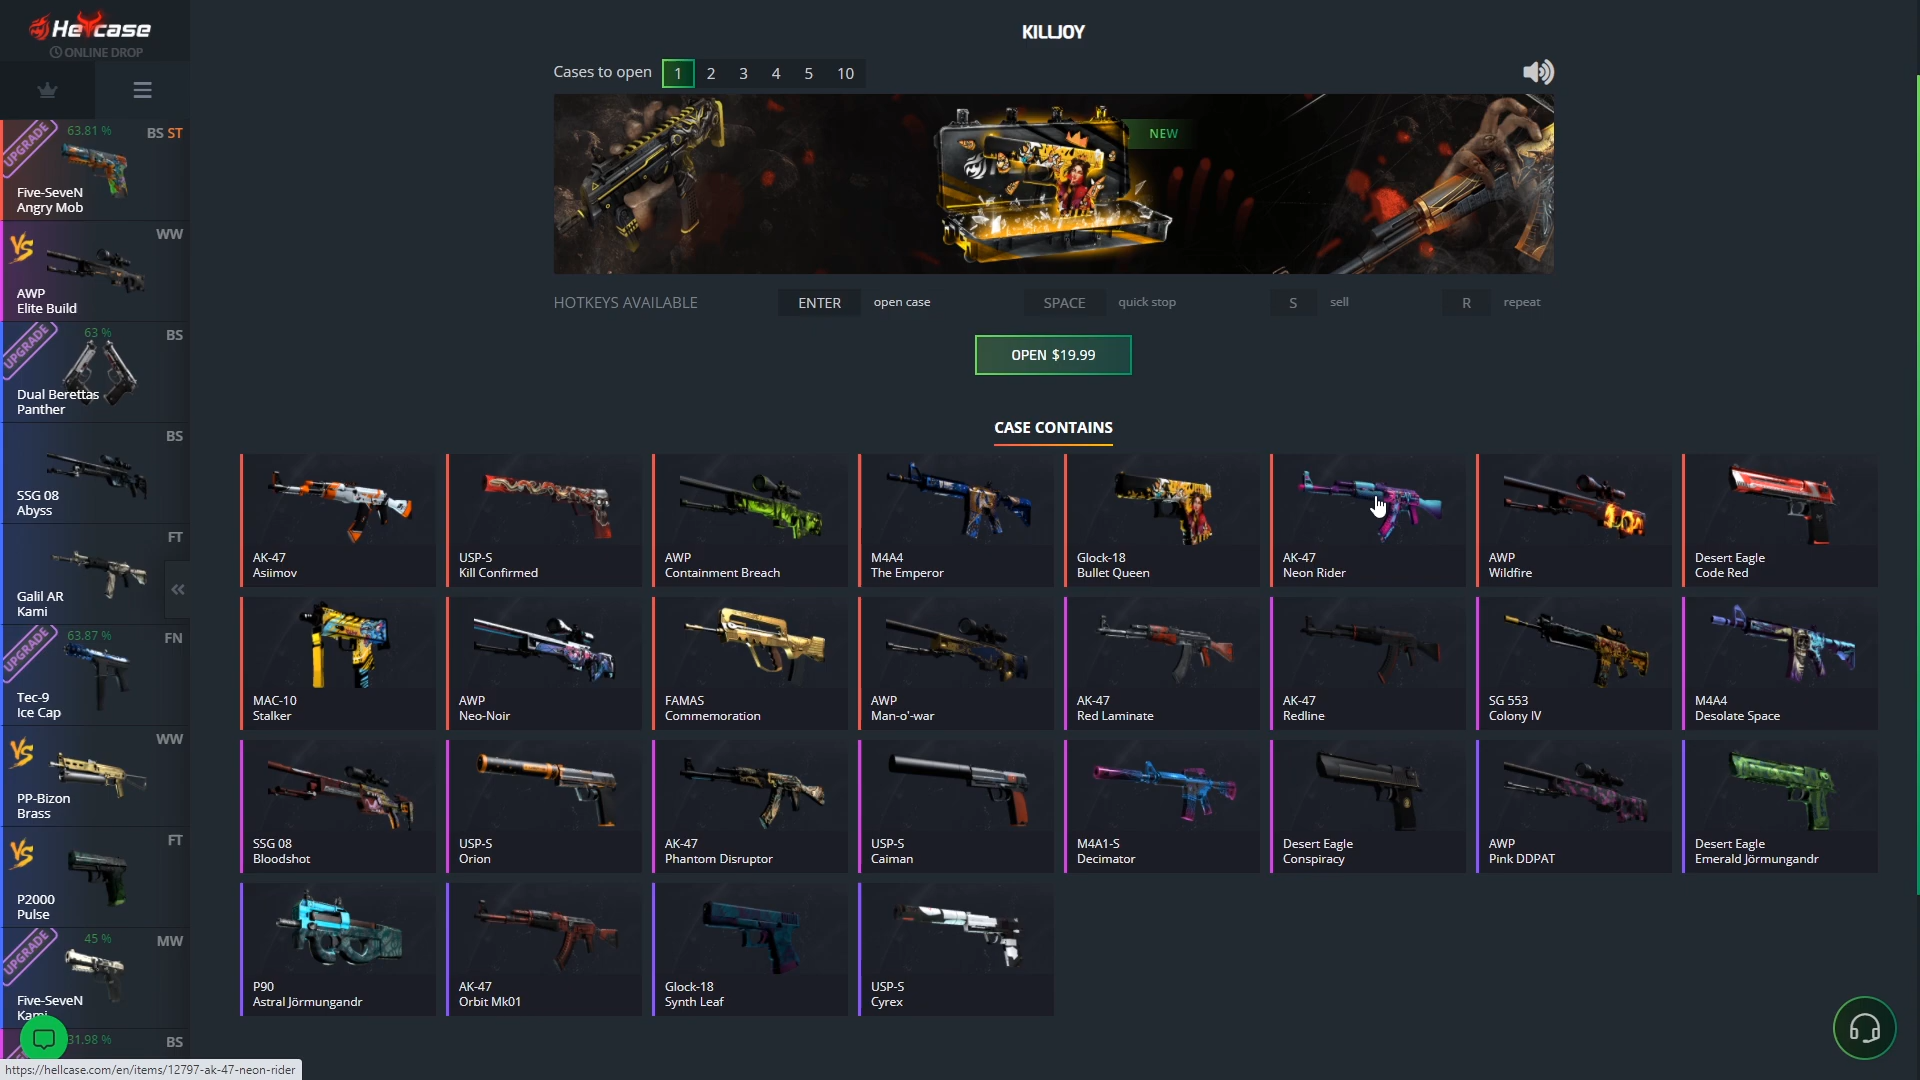 Hellcase
ONLINE DROP
UPGRADE
63.81 %
BS ST
Five-SeveN
Angry Mob
VS
WW
AWP
Elite Build
UPGRADE
63 %
BS
Dual Berettas
Panther
BS
SSG 08
Abyss
FT
Galil AR
Kami
UPGRADE
63.87 %
FN
Tec-9
Ice Cap
VS
WW
PP-Bizon
Brass
VS
FT
P2000
Pulse
UPGRADE
45 %
MW
Five-SeveN
Kami
31.98 %
BS
https://hellcase.com/en/items/12797-ak-47-neon-rider
KILLJOY
Cases to open 1 2 3 4 5 10
NEW
HOTKEYS AVAILABLE ENTER open case SPACE quick stop S sell R repeat
OPEN $19.99
CASE CONTAINS
AK-47
Asiimov
USP-S
Kill Confirmed
AWP
Containment Breach
M4A4
The Emperor
Glock-18
Bullet Queen
AK-47
Neon Rider
AWP
Wildfire
Desert Eagle
Code Red
MAC-10
Stalker
AWP
Neo-Noir
FAMAS
Commemoration
AWP
Man-o'-war
AK-47
Red Laminate
AK-47
Redline
SG 553
Colony IV
M4A4
Desolate Space
SSG 08
Bloodshot
USP-S
Orion
AK-47
Phantom Disruptor
USP-S
Caiman
M4A1-S
Decimator
Desert Eagle
Conspiracy
AWP
Pink DDPAT
Desert Eagle
Emerald Jörmungandr
P90
Astral Jörmungandr
AK-47
Orbit Mk01
Glock-18
Synth Leaf
USP-S
Cyrex